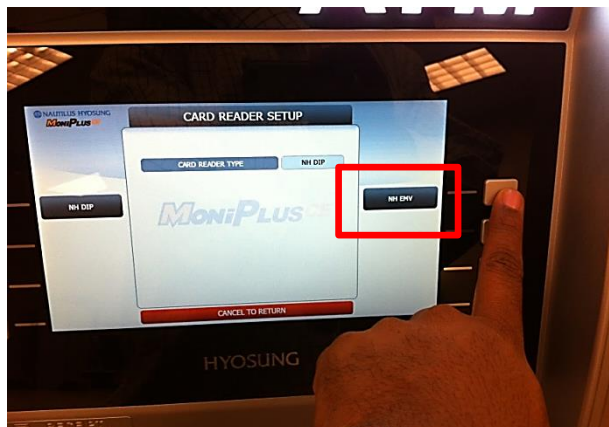 ATM
NAUTILUS HYOSUNG
MoniPlus
CARD READER SETUP
CARD READER TYPE
NH DIP
NH DIP
NH EMV
MoniPlus
CANCEL TO RETURN
HYOSUNG